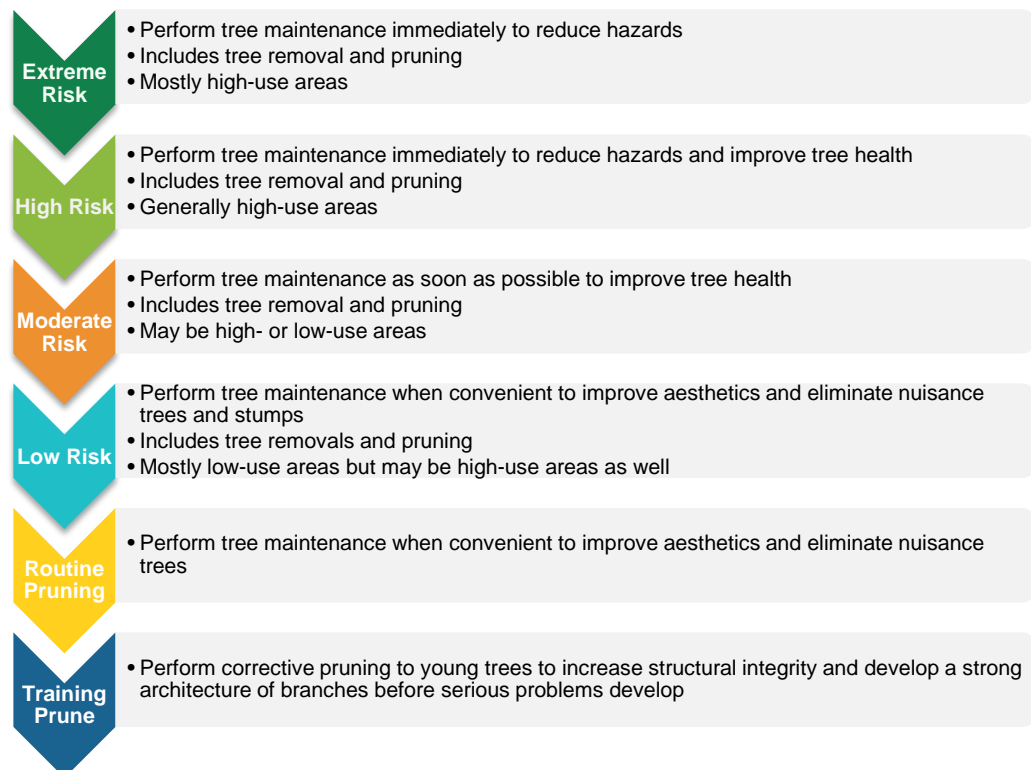 Extreme
Risk
• Perform tree maintenance immediately to reduce hazards
• Includes tree removal and pruning
• Mostly high-use areas
High Risk
• Perform tree maintenance immediately to reduce hazards and improve tree health
• Includes tree removal and pruning
• Generally high-use areas
Moderate
Risk
• Perform tree maintenance as soon as possible to improve tree health
• Includes tree removal and pruning
• May be high- or low-use areas
Low Risk
• Perform tree maintenance when convenient to improve aesthetics and eliminate nuisance
trees and stumps
• Includes tree removals and pruning
• Mostly low-use areas but may be high-use areas as well
Routine
Pruning
• Perform tree maintenance when convenient to improve aesthetics and eliminate nuisance
trees
Training
Prune
• Perform corrective pruning to young trees to increase structural integrity and develop a strong
architecture of branches before serious problems develop